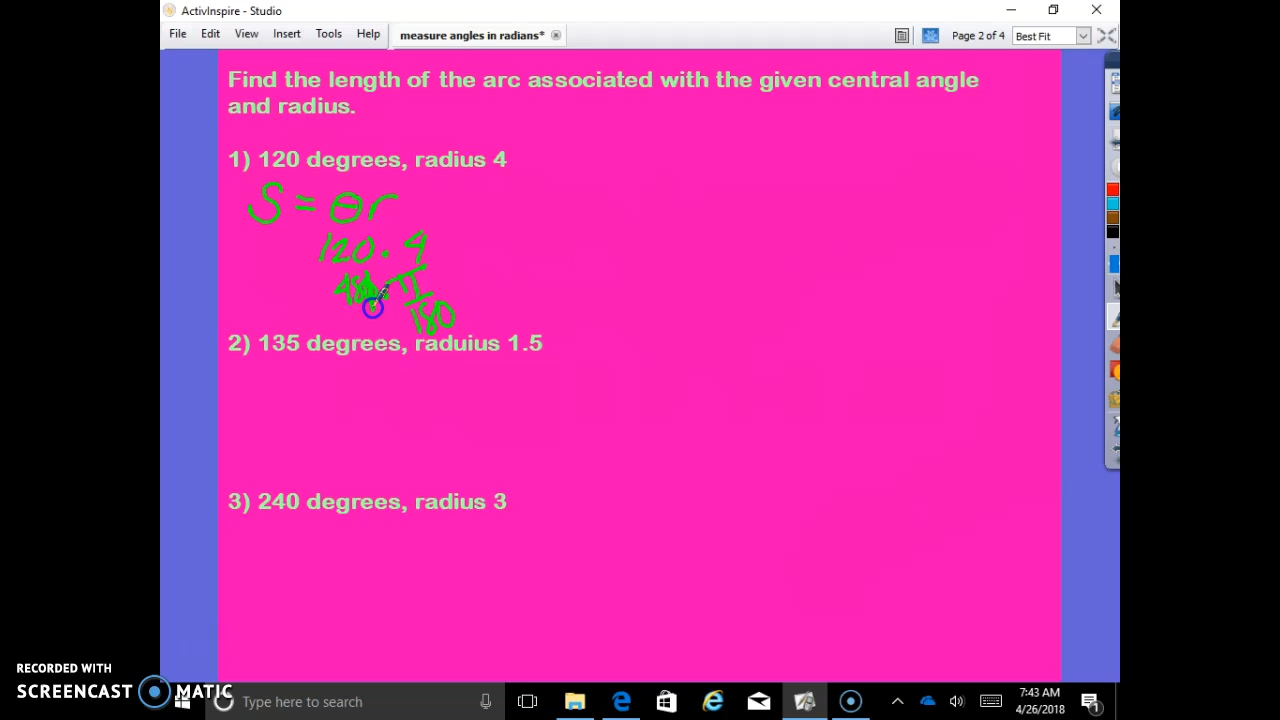 ActivInspire - Studio
File Edit View Insert Tools Help
measure angles in radians*
Page 2 of 4
Best Fit
Find the length of the arc associated with the given central angle
and radius.
1) 120 degrees, radius 4
S = θr
120 · 4
π
180
2) 135 degrees, raduius 1.5
3) 240 degrees, radius 3
RECORDED WITH
SCREENCAST MATIC
Type here to search
7:43 AM
4/26/2018
1